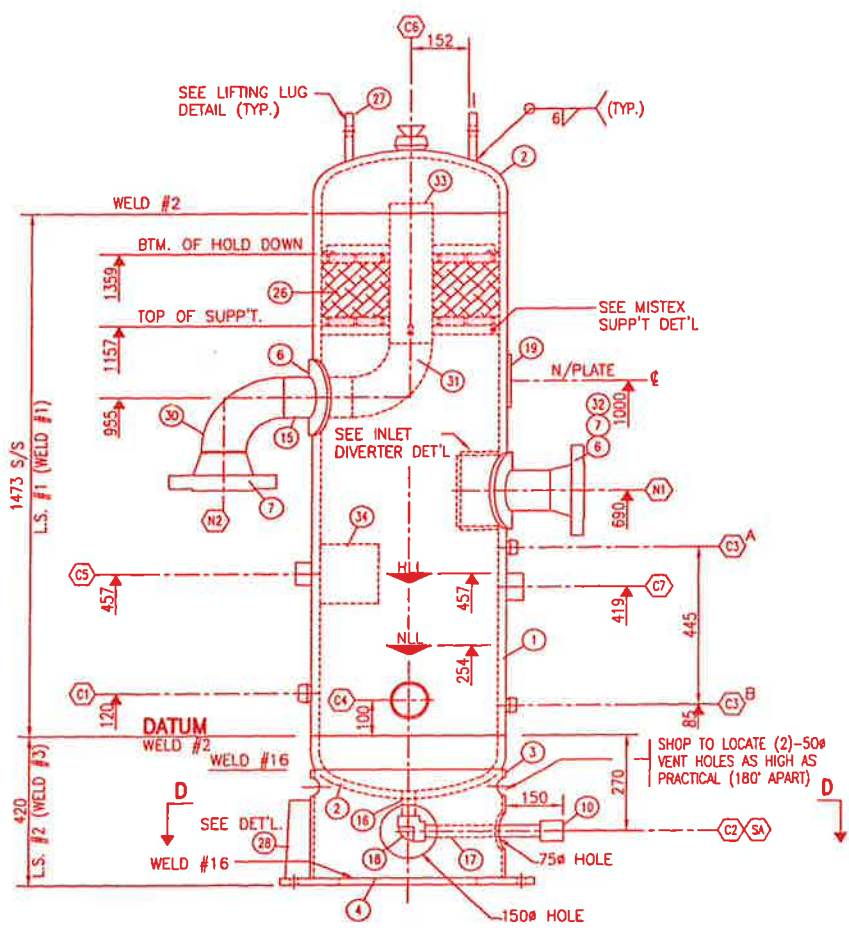 C6
152
SEE LIFTING LUG
DETAIL (TYP.)
27
6
(TYP.)
2
33
WELD #2
BTM. OF HOLD DOWN
1359
26
TOP OF SUPP'T.
1157
SEE MISTEX
SUPP'T DET'L
6
19
N/PLATE
1000
31
955
30
15
32
7
6
SEE INLET
DIVERTER DET'L
7
N1
690
N2
1473 S/S
L.S. #1 (WELD #1)
34
C3 A
C5
457
HLL
457
C7
419
445
1
NLL
254
C1
120
C4
100
C3 B
85
DATUM
WELD #2
WELD #16
3
SHOP TO LOCATE (2)-50ø
VENT HOLES AS HIGH AS
PRACTICAL (180° APART)
270
D
2
16
150
10
D
420
L.S. #2 (WELD #3)
SEE DET'L.
28
18
17
C2
SA
75ø HOLE
WELD #16
4
150ø HOLE